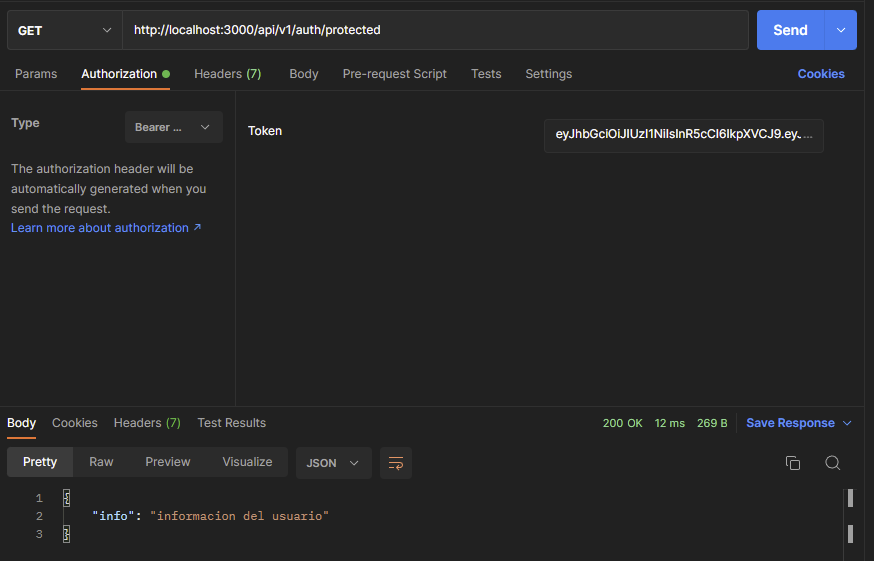 GET http://localhost:3000/api/v1/auth/protected Send
Params Authorization Headers (7) Body Pre-request Script Tests Settings Cookies
Type Bearer ...
Token eyJhbGciOiJIUzI1NiIsInR5cCI6IkpXVCJ9.eyJ...
The authorization header will be
automatically generated when you
send the request.
Learn more about authorization ↗
Body Cookies Headers (7) Test Results 200 OK 12 ms 269 B Save Response
Pretty Raw Preview Visualize JSON
1 {
2 "info": "informacion del usuario"
3 }